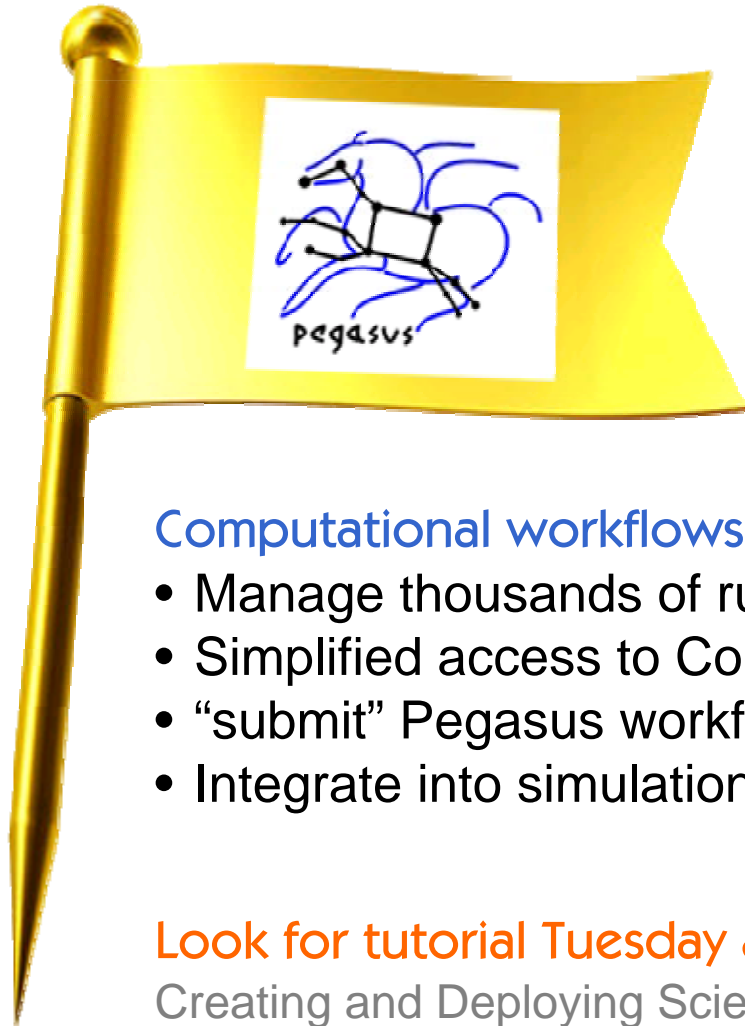 pegasus
Computational workflows
• Manage thousands of
• Simplified access to
• “submit” Pegasus
• Integrate into
Look for tutorial Tuesday
Creating and Deploying